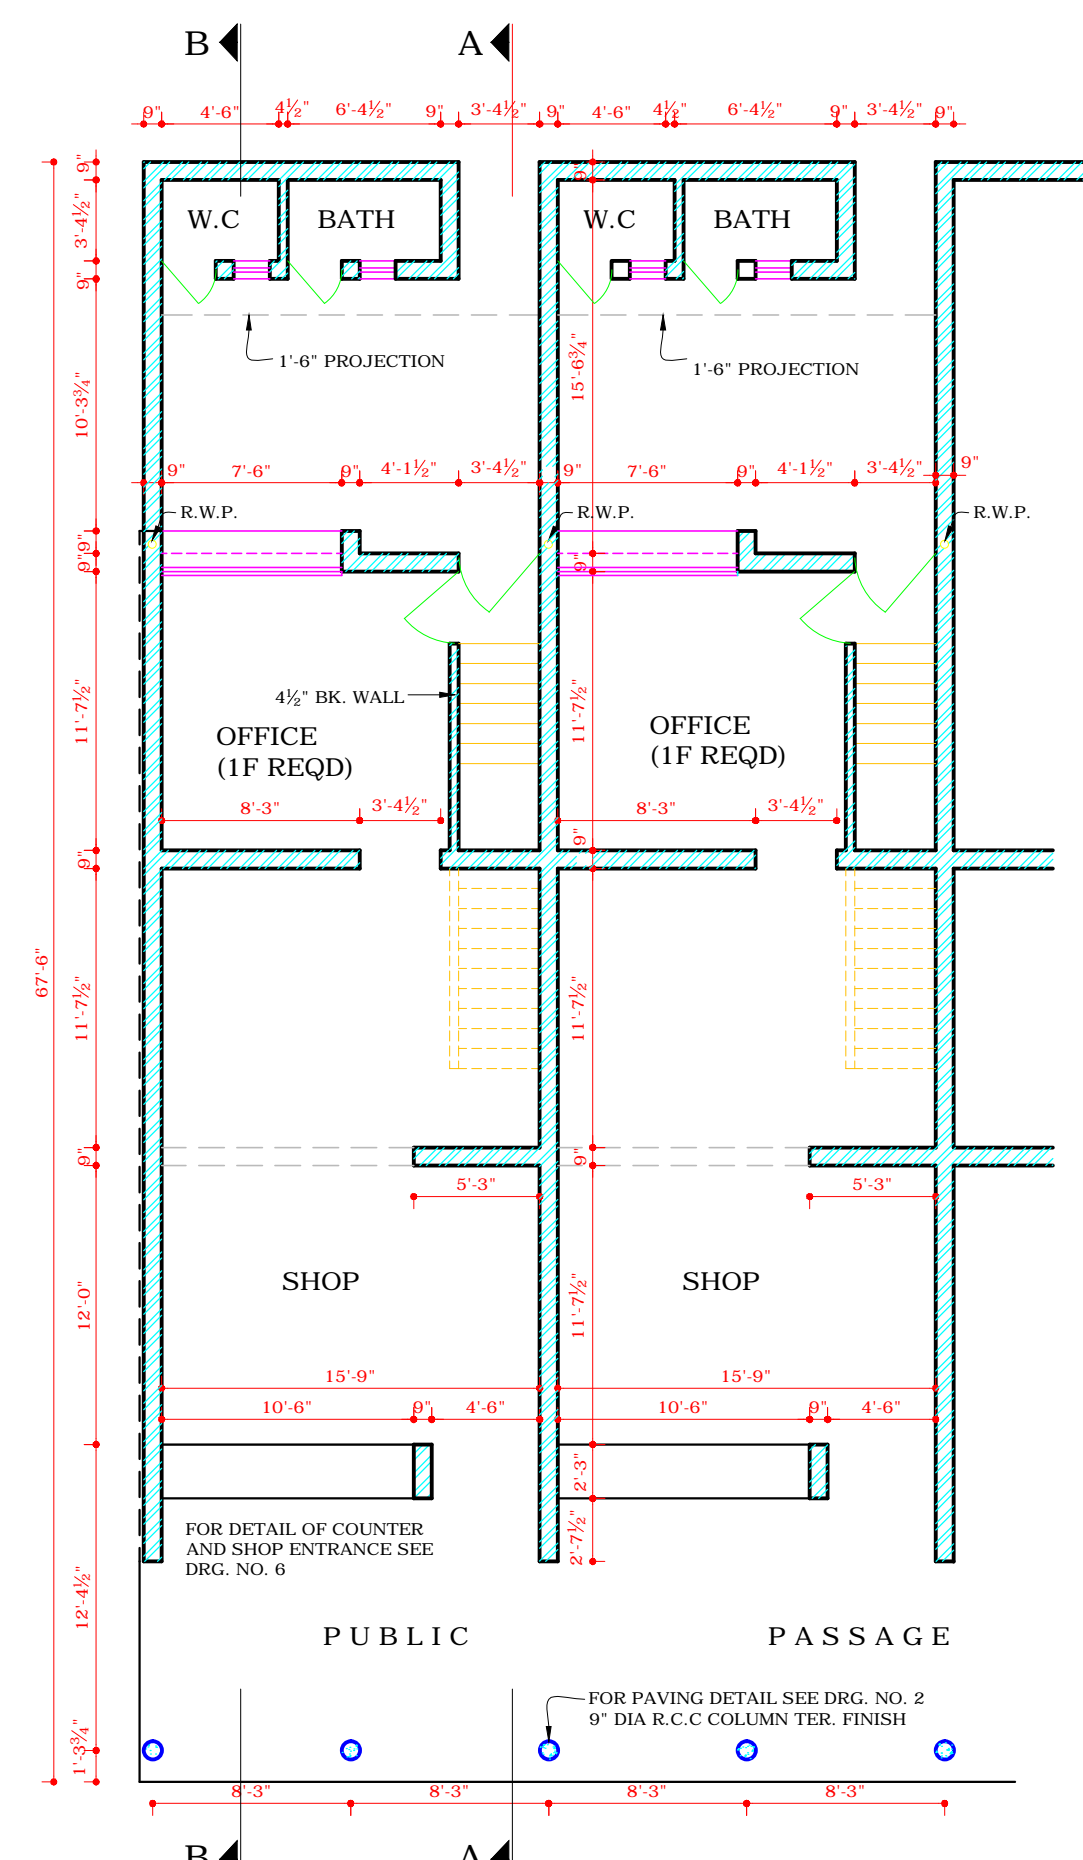 B A
9" 4'-6" 4½" 6'-4½" 9" 3'-4½" 9" 4'-6" 4½" 6'-4½" 9" 3'-4½" 9"
9" 9"
3'-4½" W.C BATH W.C BATH
9"
1'-6" PROJECTION 1'-6" PROJECTION
10'-3¾" 15'-6¾"
9" 7'-6" 9" 4'-1½" 3'-4½" 9" 7'-6" 9" 4'-1½" 3'-4½" 9"
R.W.P. R.W.P. R.W.P.
9"
9" 9"
4½" BK. WALL
11'-7½" 11'-7½"
OFFICE OFFICE
(1F REQD) (1F REQD)
8'-3" 3'-4½" 8'-3" 3'-4½"
9" 9"
67'-6"
11'-7½" 11'-7½"
9" 9"
5'-3" 5'-3"
SHOP SHOP
12'-0" 11'-7½"
15'-9" 15'-9"
10'-6" 9" 4'-6" 10'-6" 9" 4'-6"
2'-3"
FOR DETAIL OF COUNTER
AND SHOP ENTRANCE SEE
DRG. NO. 6
2'-7½"
12'-4½"
PUBLIC PASSAGE
FOR PAVING DETAIL SEE DRG. NO. 2
9" DIA R.C.C COLUMN TER. FINISH
1'-3¾"
8'-3" 8'-3" 8'-3" 8'-3"
B A